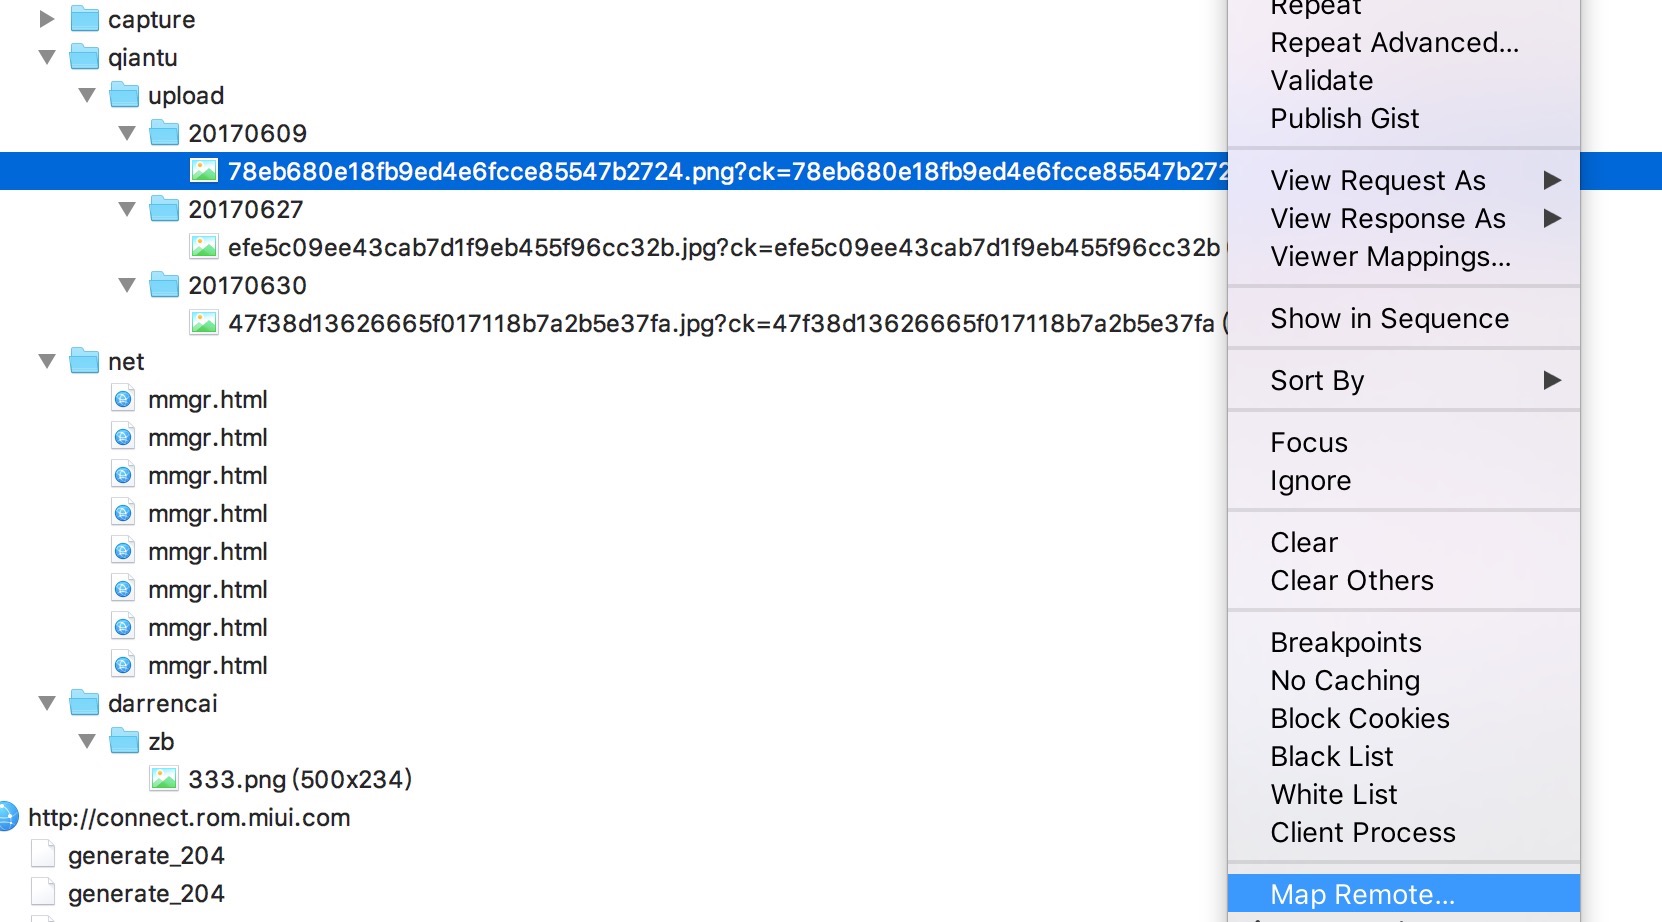 capture
qiantu
upload
20170609
78eb680e18fb9ed4e6fcce85547b2724.png?ck=78eb680e18fb9ed4e6fcce85547b272
20170627
efe5c09ee43cab7d1f9eb455f96cc32b.jpg?ck=efe5c09ee43cab7d1f9eb455f96cc32b
20170630
47f38d13626665f017118b7a2b5e37fa.jpg?ck=47f38d13626665f017118b7a2b5e37fa (
net
mmgr.html
mmgr.html
mmgr.html
mmgr.html
mmgr.html
mmgr.html
mmgr.html
mmgr.html
darrencai
zb
333.png (500x234)
http://connect.rom.miui.com
generate_204
generate_204
Repeat
Repeat Advanced...
Validate
Publish Gist
View Request As
View Response As
Viewer Mappings...
Show in Sequence
Sort By
Focus
Ignore
Clear
Clear Others
Breakpoints
No Caching
Block Cookies
Black List
White List
Client Process
Map Remote...